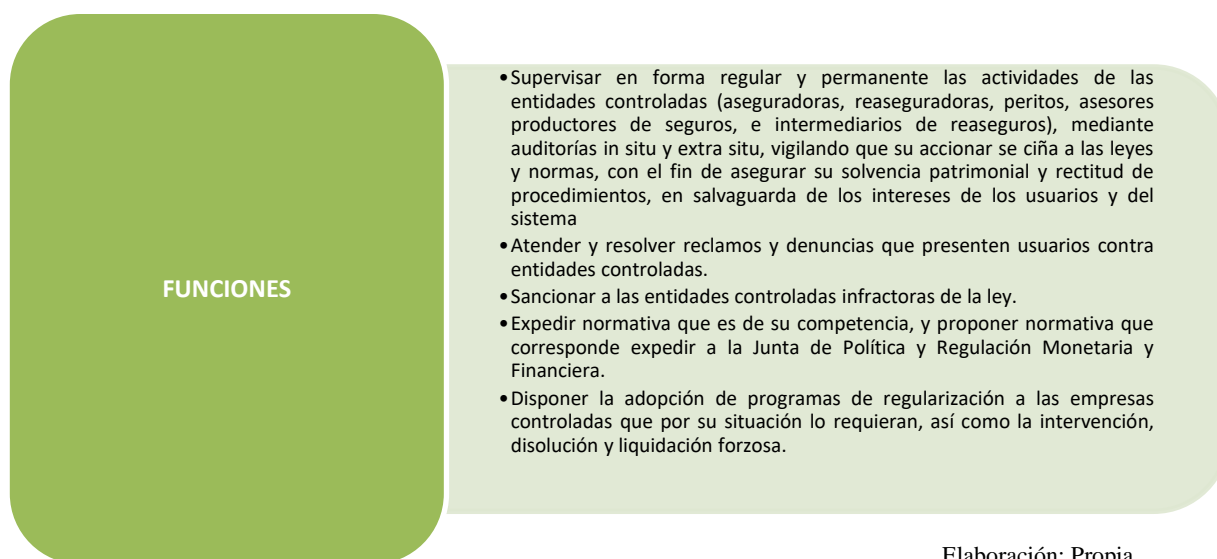 FUNCIONES
•Supervisar en forma regular y permanente las actividades de las
entidades controladas (aseguradoras, reaseguradoras, peritos, asesores
productores de seguros, e intermediarios de reaseguros), mediante
auditorías in situ y extra situ, vigilando que su accionar se ciña a las leyes
y normas, con el fin de asegurar su solvencia patrimonial y rectitud de
procedimientos, en salvaguarda de los intereses de los usuarios y del
sistema
•Atender y resolver reclamos y denuncias que presenten usuarios contra
entidades controladas.
•Sancionar a las entidades controladas infractoras de la ley.
•Expedir normativa que es de su competencia, y proponer normativa que
corresponde expedir a la Junta de Política y Regulación Monetaria y
Financiera.
•Disponer la adopción de programas de regularización a las empresas
controladas que por su situación lo requieran, así como la intervención,
disolución y liquidación forzosa.
Elaboración: Propia